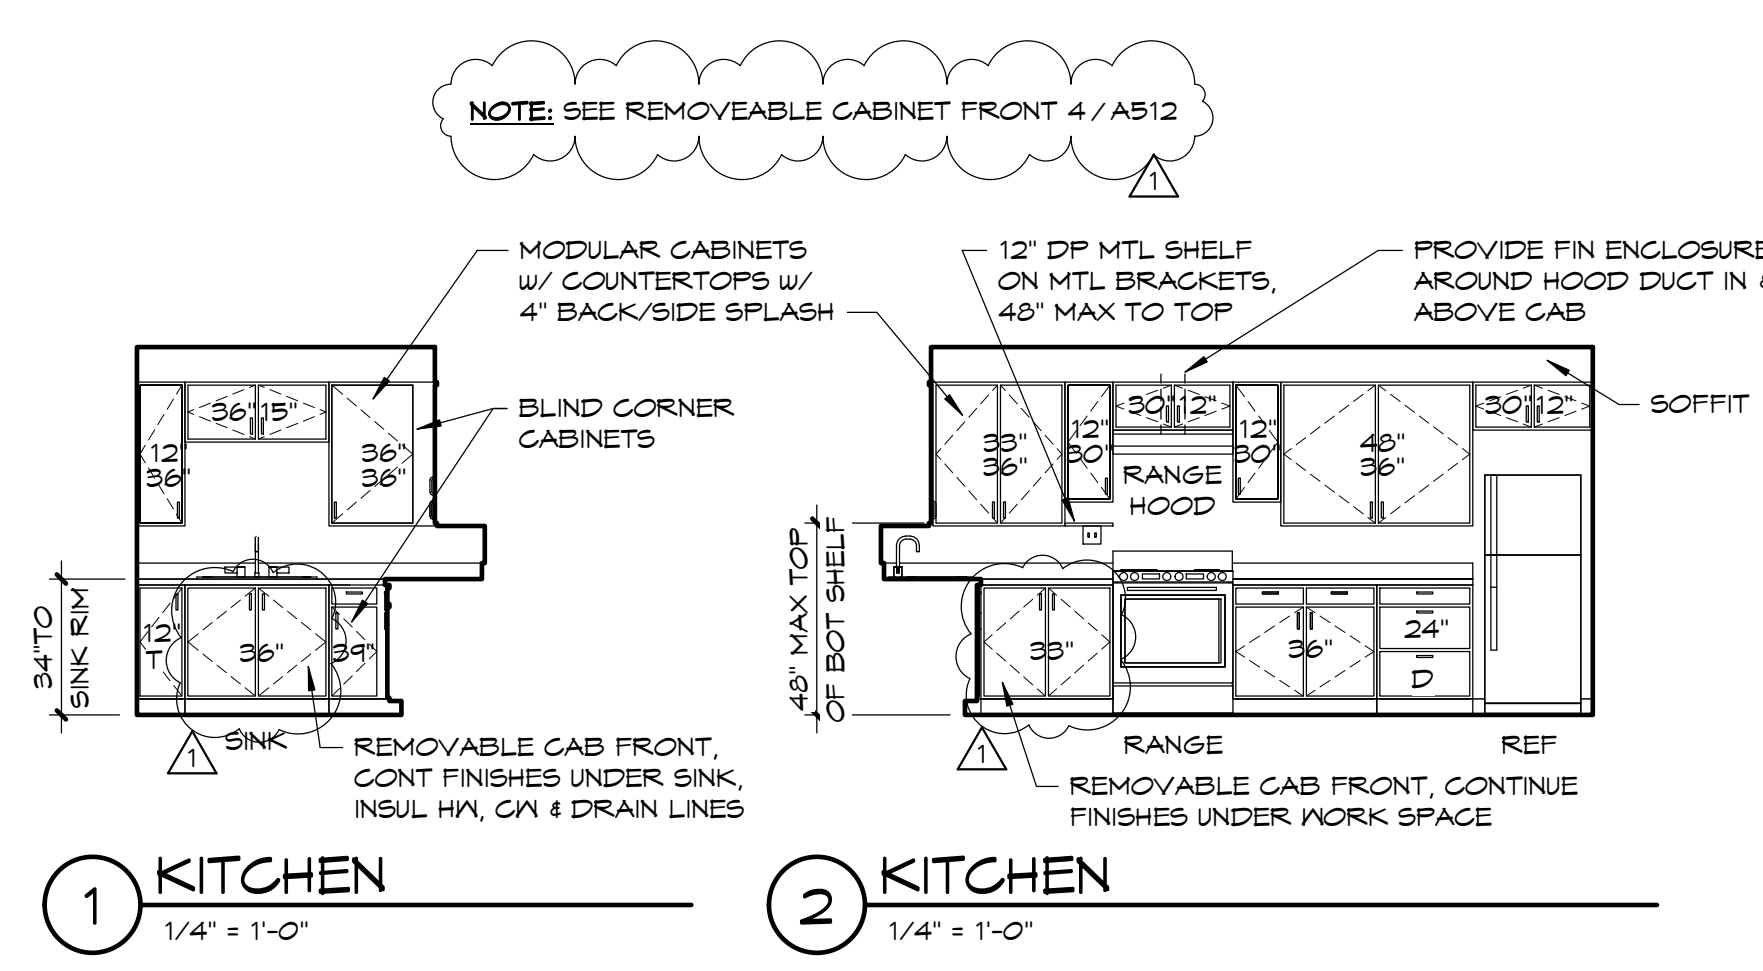 NOTE: SEE REMOVEABLE CABINET FRONT 4/A512
1
MODULAR CABINETS
w/ COUNTERTOPS w/
4" BACK/SIDE SPLASH
12" DP MTL SHELF
ON MTL BRACKETS,
48" MAX TO TOP
PROVIDE FIN ENCLOSURE
AROUND HOOD DUCT IN &
ABOVE CAB
BLIND CORNER
CABINETS
SOFFIT
36" 15"
12"
36"
36"
36"
34"TO
SINK RIM
12"
T
36"
39"
SINK
1
REMOVABLE CAB FRONT,
CONT FINISHES UNDER SINK,
INSUL HW, CW & DRAIN LINES
33"
36"
12"
30"
30" 12"
RANGE
HOOD
12"
30"
48"
36"
30" 12"
48" MAX TOP
OF BOT SHELF
33"
36"
24"
D
1
RANGE
REF
REMOVABLE CAB FRONT, CONTINUE
FINISHES UNDER WORK SPACE
1
KITCHEN
1/4" = 1'-0"
2
KITCHEN
1/4" = 1'-0"